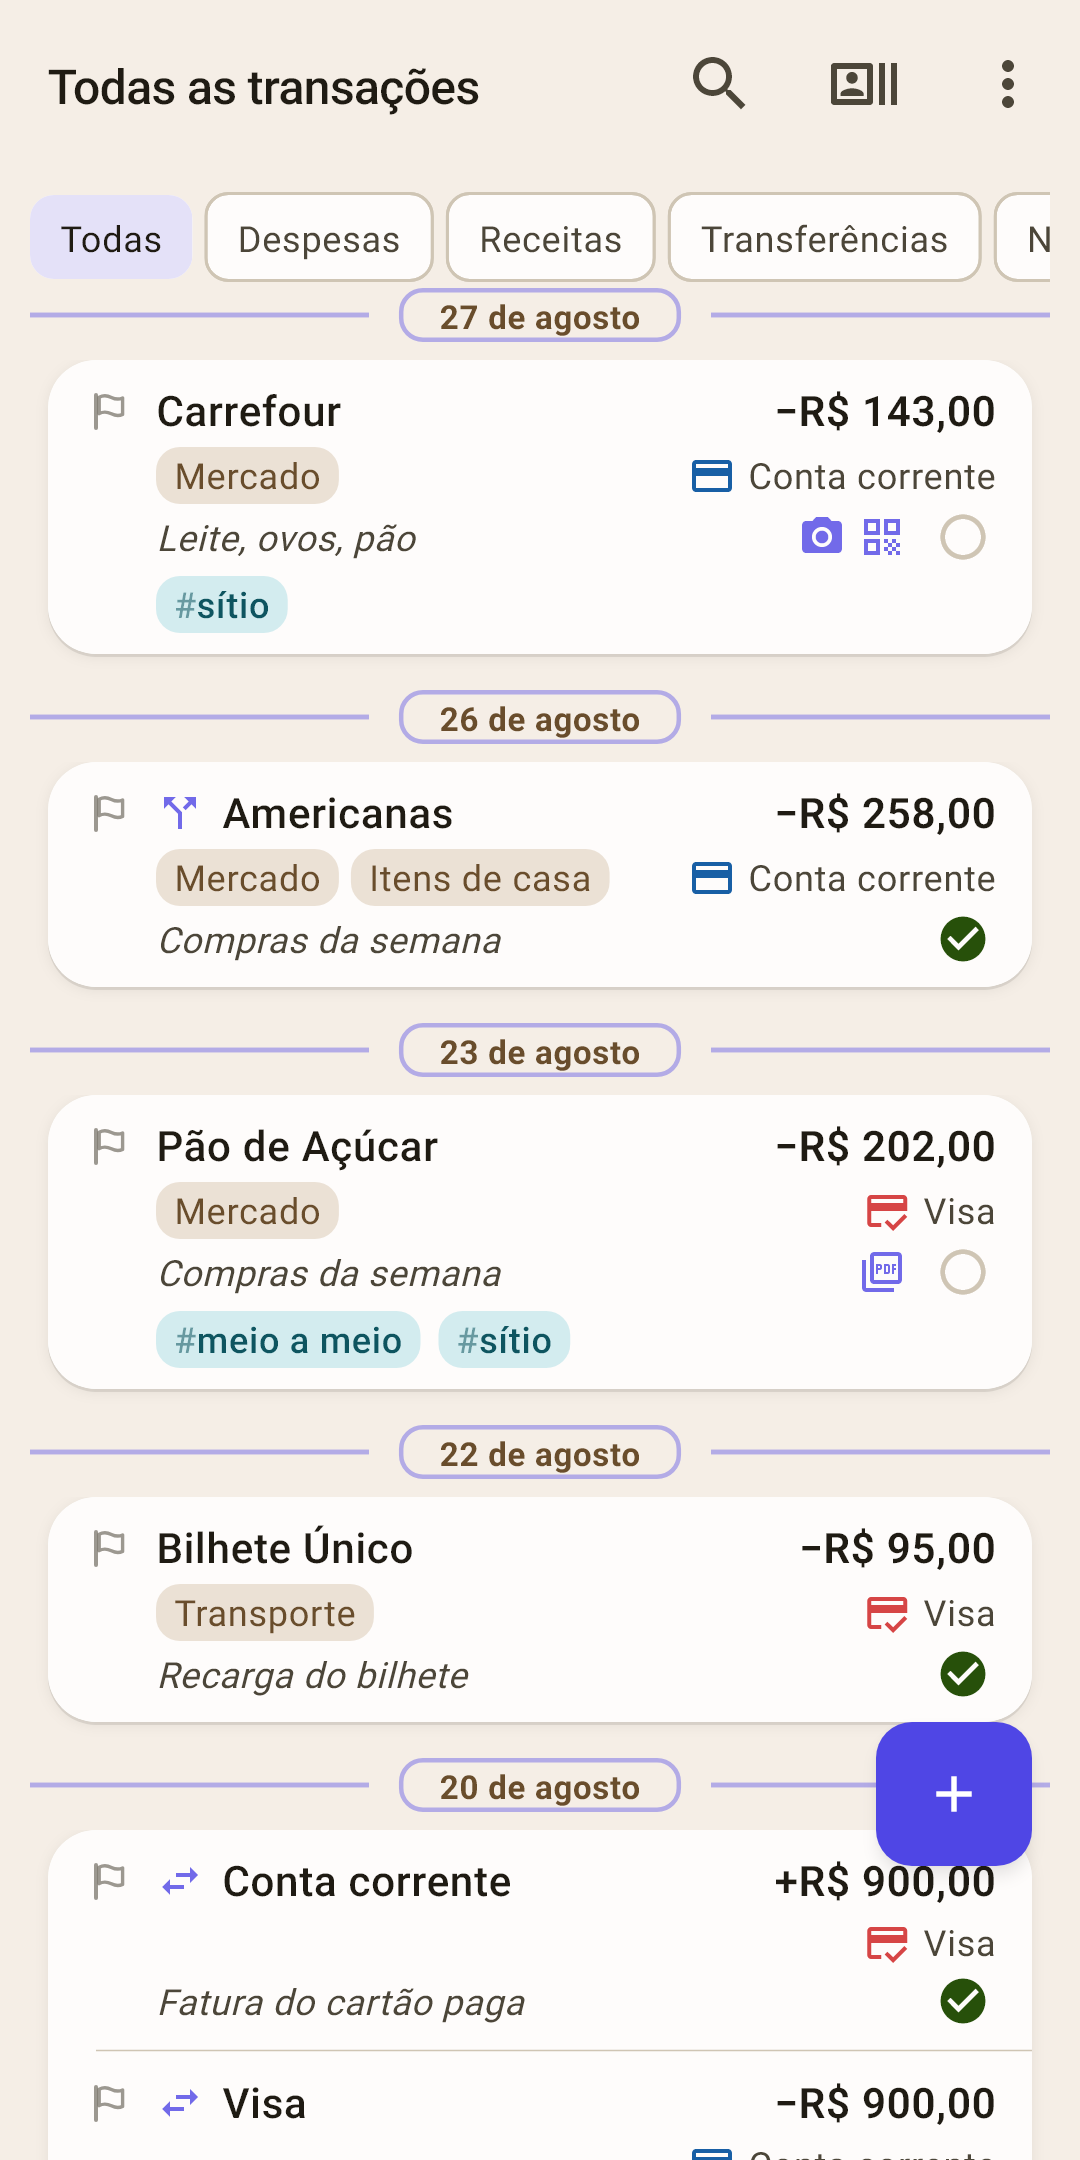 Todas as transações
Todas Despesas Receitas Transferências N
27 de agosto
Carrefour −R$ 143,00
Mercado Conta corrente
Leite, ovos, pão
#sítio
26 de agosto
Americanas −R$ 258,00
Mercado Itens de casa Conta corrente
Compras da semana
23 de agosto
Pão de Açúcar −R$ 202,00
Mercado Visa
Compras da semana PDF
#meio a meio #sítio
22 de agosto
Bilhete Único −R$ 95,00
Transporte Visa
Recarga do bilhete
20 de agosto
Conta corrente +R$ 900,00
Visa
Fatura do cartão paga
Visa −R$ 900,00
Conta corrente